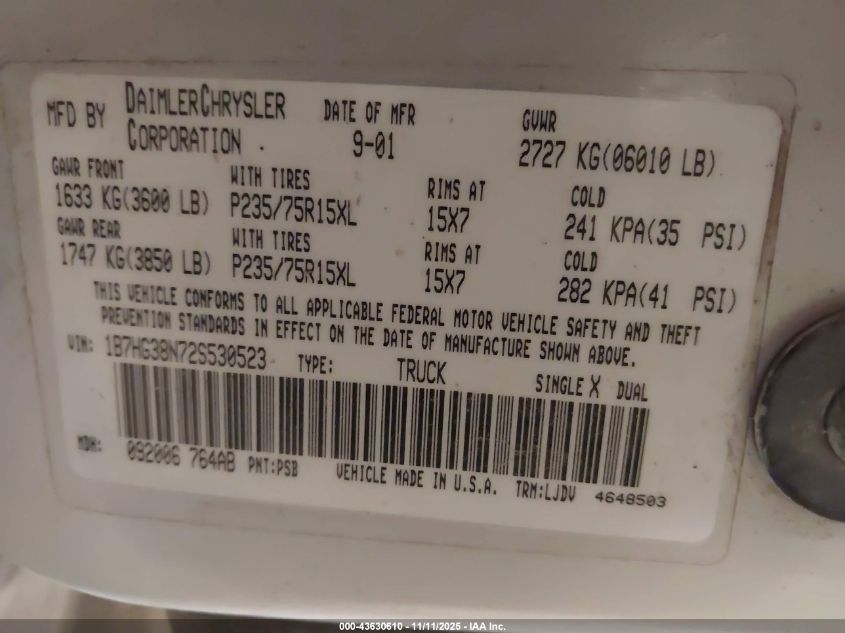 MFD BY DAIMLERCHRYSLER CORPORATION . DATE OF MFR 9-01 GVWR 2727 KG(06010 LB)
GAWR FRONT WITH TIRES RIMS AT COLD
1633 KG(3600 LB) P235/75R15XL 15X7 241 KPA(35 PSI)
GAWR REAR WITH TIRES RIMS AT COLD
1747 KG(3850 LB) P235/75R15XL 15X7 282 KPA(41 PSI)
THIS VEHICLE CONFORMS TO ALL APPLICABLE FEDERAL MOTOR VEHICLE SAFETY AND THEFT
PREVENTION STANDARDS IN EFFECT ON THE DATE OF MANUFACTURE SHOWN ABOVE.
VIN: 1B7HG38N72S530523 TYPE: TRUCK SINGLE X DUAL
MDH: 092006 764AB PNT:PSB VEHICLE MADE IN U.S.A. TRM:LJDV 4648503
000-43630610 - 11/11/2025 - IAA Inc.